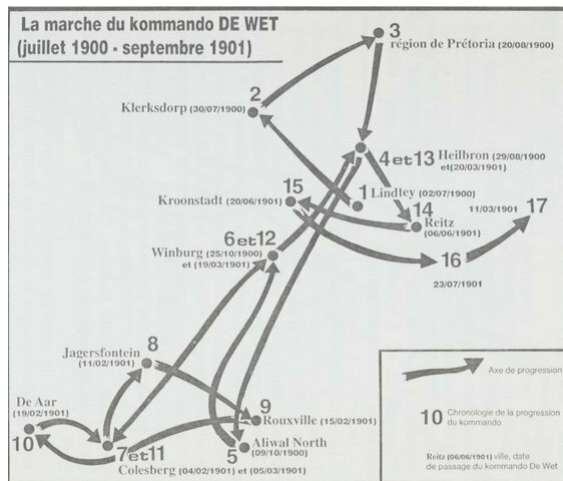 La marche du kommando DE WET
(juillet 1900 - septembre 1901)
3
région de Prétoria (20/08/1900)
2
Klerksdorp (30/07/1900)
4 et 13 Heilbron (29/08/1900
et(20/03/1901)
15
Kroonstadt (20/06/1901)
1 Lindley (02/07/1900)
14
Reitz
(06/06/1901)
11/03/1901 17
6 et 12
Winburg (25/10/1900)
et (19/03/1901)
16
23/07/1901
8
Jagersfontein
(11/02/1901)
De Aar
(19/02/1901)
10
9
Rouxville (15/02/1901)
7 et 11
Colesberg (04/02/1901) et (05/03/1901)
5 Aliwal North
(09/10/1900)
Axe de progression
10 Chronologie de la progression
du kommando
Reitz (06/06/1901) ville, date
de passage du kommando De Wet